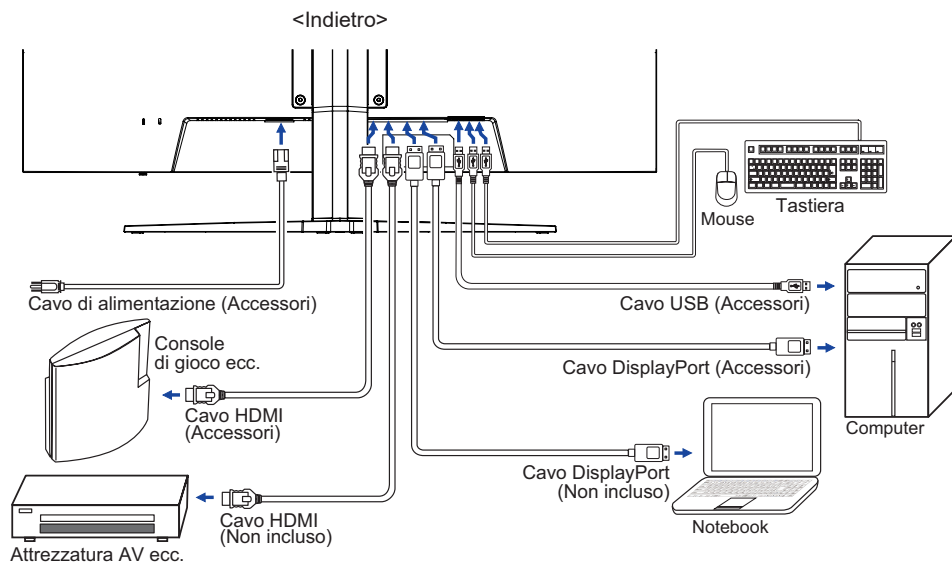 <Indietro>
Mouse
Tastiera
Cavo di alimentazione (Accessori)
Cavo USB (Accessori)
Console
di gioco ecc.
Cavo DisplayPort (Accessori)
Cavo HDMI
(Accessori)
Computer
Cavo DisplayPort
(Non incluso)
Cavo HDMI
(Non incluso)
Notebook
Attrezzatura AV ecc.